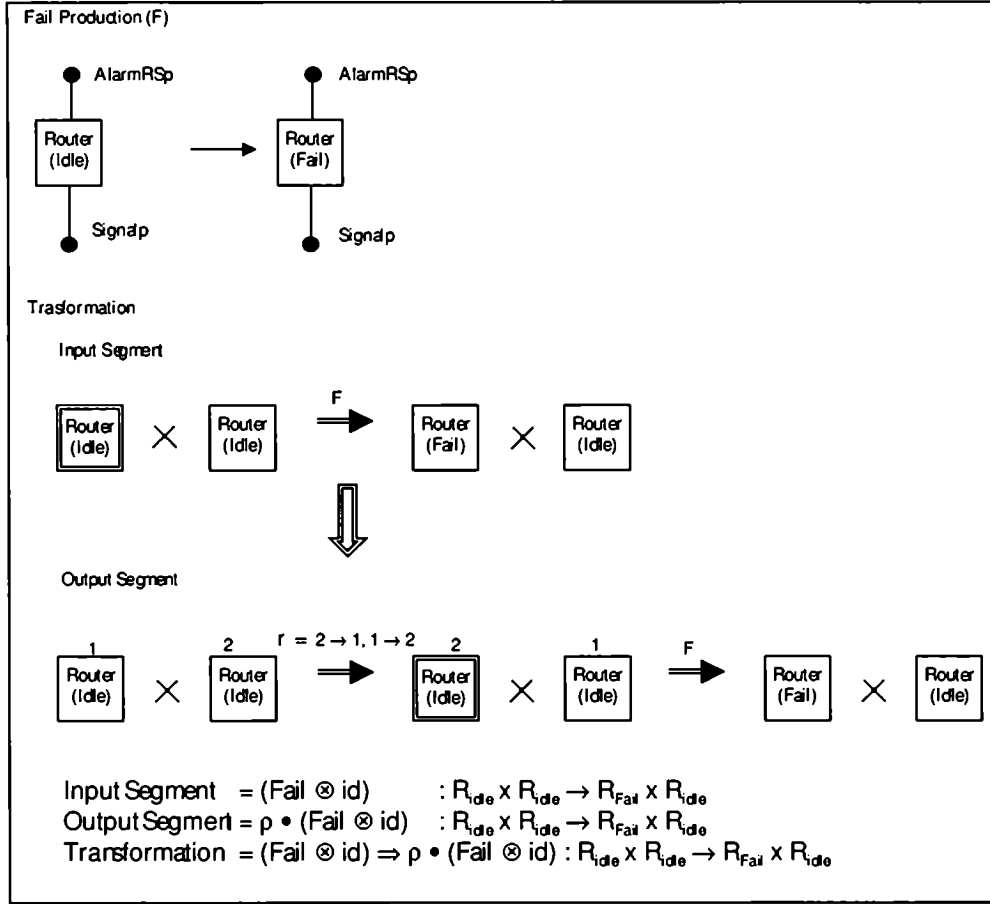 Fail Production (F)
AlarmRSp
AlarmRSp
Router
(Idle)
Router
(Fail)
Signalp
Signalp
Trasformation
Input Segment
F
Router
(Idle)
×
Router
(Idle)
Router
(Fail)
×
Router
(Idle)
Output Segment
1
2
r = 2 → 1, 1 → 2
2
1
F
Router
(Idle)
×
Router
(Idle)
Router
(Idle)
×
Router
(Idle)
Router
(Fail)
×
Router
(Idle)
Input Segment = (Fail ⊗ id) : R_idle x R_idle → R_Fail x R_idle
Output Segment = ρ • (Fail ⊗ id) : R_idle x R_idle → R_Fail x R_idle
Transformation = (Fail ⊗ id) ⇒ ρ • (Fail ⊗ id) : R_idle x R_idle → R_Fail x R_idle